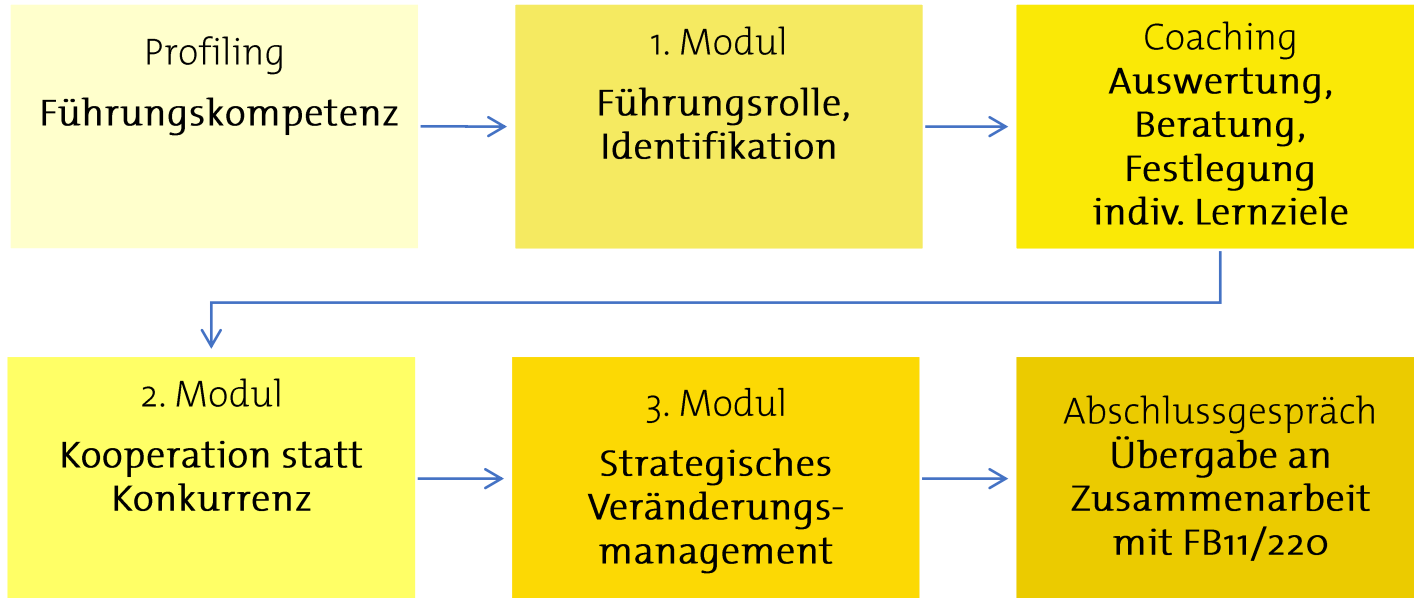 Profiling
Führungskompetenz
1. Modul
Führungsrolle,
Identifikation
Coaching
Auswertung,
Beratung,
Festlegung
indiv. Lernziele
2. Modul
Kooperation statt
Konkurrenz
3. Modul
Strategisches
Veränderungs-
management
Abschlussgespräch
Übergabe an
Zusammenarbeit
mit FB11/220